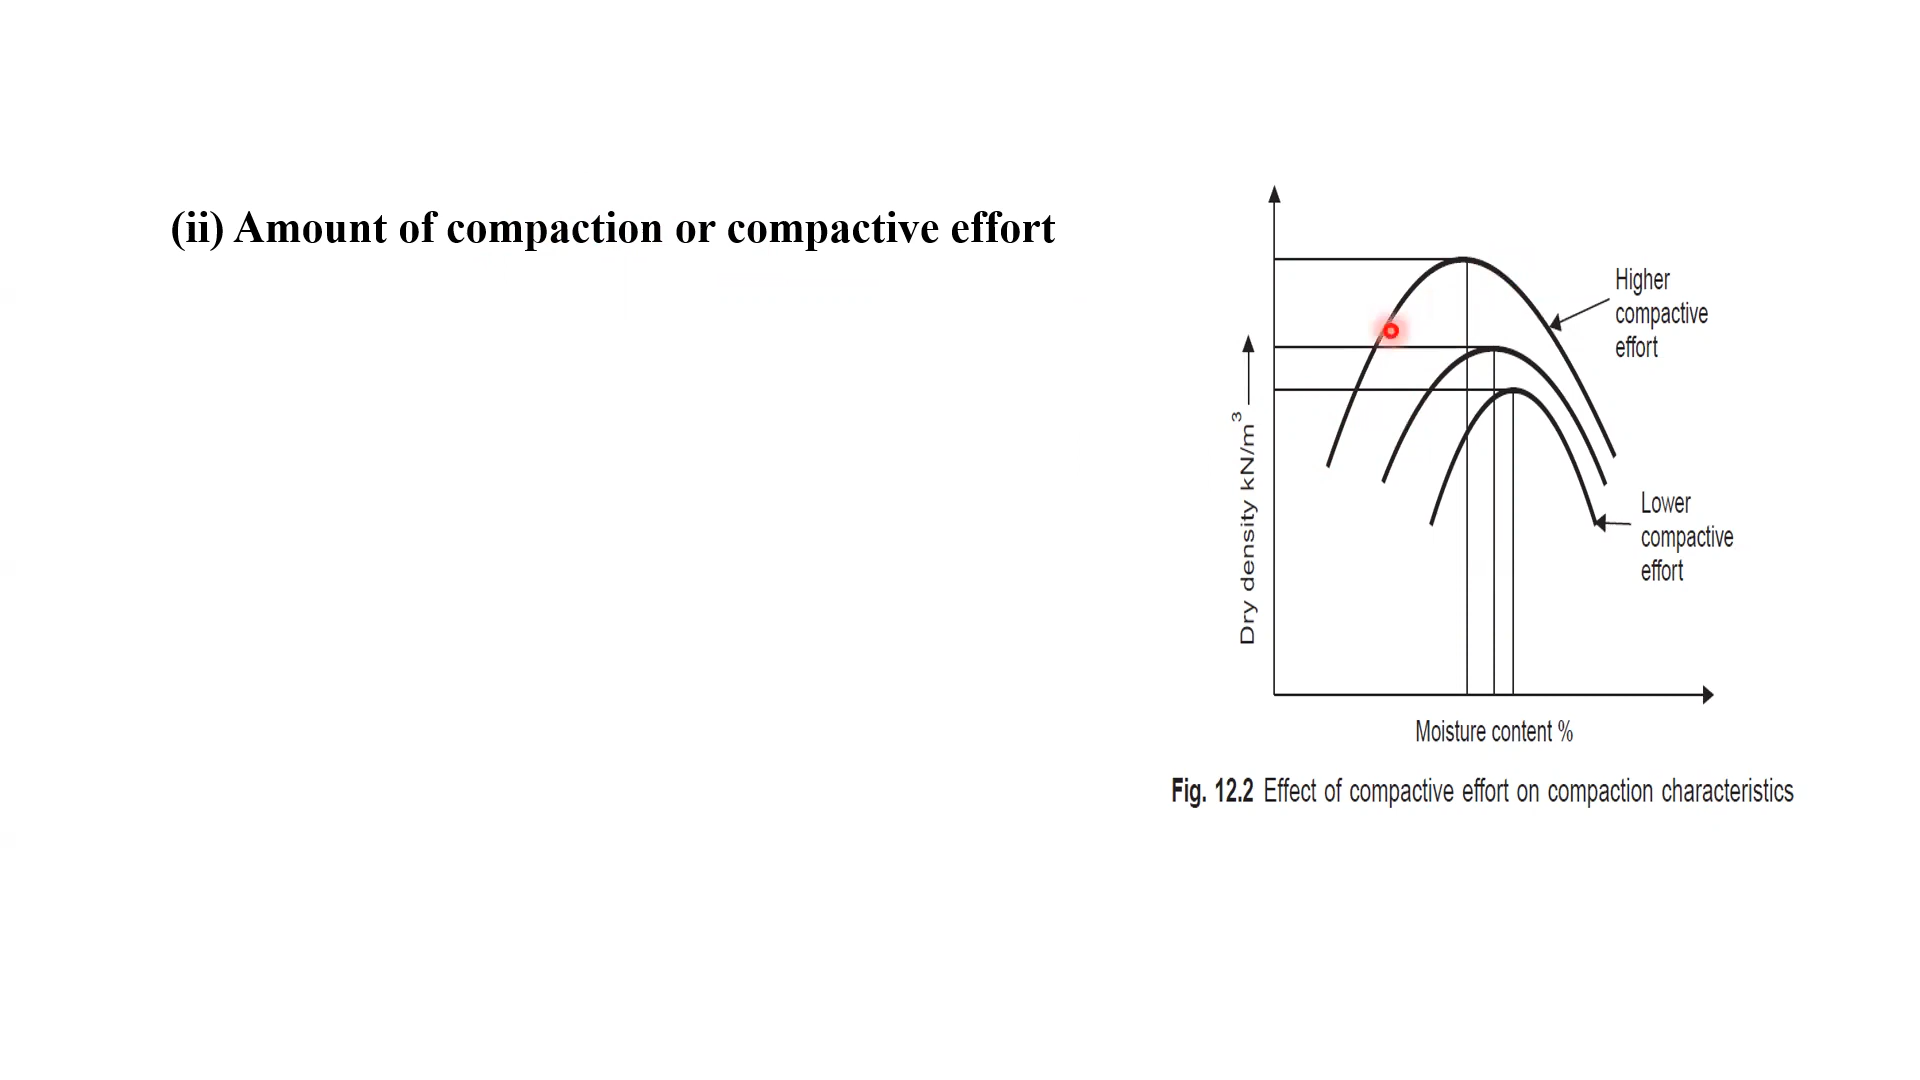 (ii) Amount of compaction or compactive effort
Higher
compactive
effort
Dry density kN/m³
Lower
compactive
effort
Moisture content %
Fig. 12.2 Effect of compactive effort on compaction characteristics